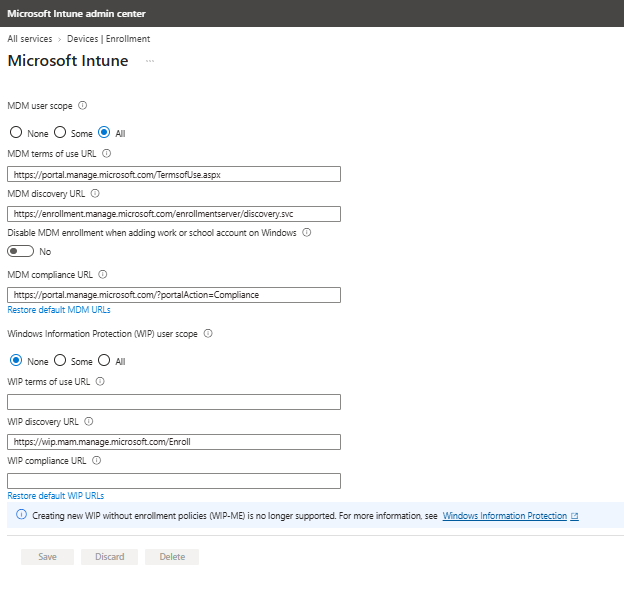 Microsoft Intune admin center
All services > Devices | Enrollment
Microsoft Intune ...
MDM user scope
None Some All
MDM terms of use URL
https://portal.manage.microsoft.com/TermsofUse.aspx
MDM discovery URL
https://enrollment.manage.microsoft.com/enrollmentserver/discovery.svc
Disable MDM enrollment when adding work or school account on Windows
No
MDM compliance URL
https://portal.manage.microsoft.com/?portalAction=Compliance
Restore default MDM URLs
Windows Information Protection (WIP) user scope
None Some All
WIP terms of use URL
WIP discovery URL
https://wip.mam.manage.microsoft.com/Enroll
WIP compliance URL
Restore default WIP URLs
Creating new WIP without enrollment policies (WIP-ME) is no longer supported. For more information, see Windows Information Protection
Save Discard Delete